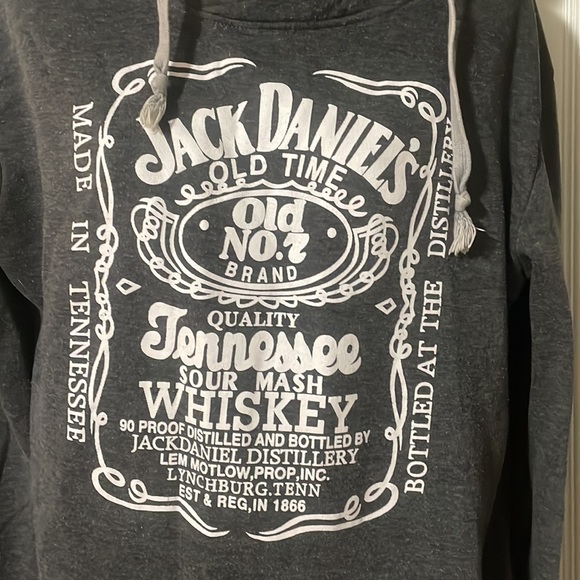 JACK DANIEL'S
OLD TIME
Old
NO.7
BRAND
QUALITY
Tennessee
SOUR MASH
WHISKEY
90 PROOF DISTILLED AND BOTTLED BY
JACKDANIEL DISTILLERY
LEM MOTLOW,PROP,INC.
LYNCHBURG.TENN
EST & REG,IN 1866
MADE IN TENNESSEE
BOTTLED AT THE DISTILLERY